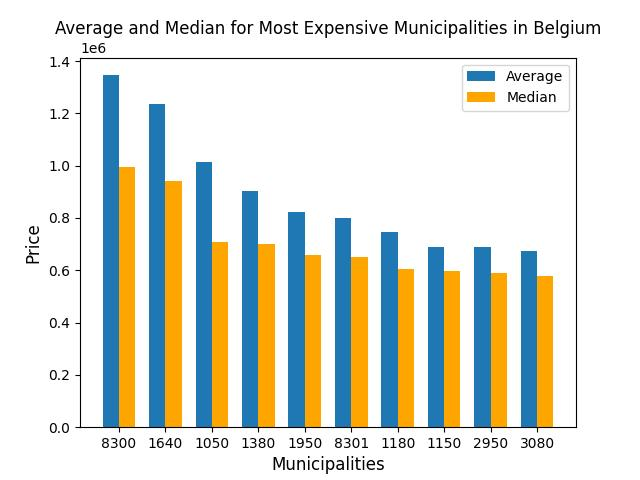 Average and Median for Most Expensive Municipalities in Belgium
1e6
1.4
1.2
1.0
0.8
0.6
0.4
0.2
0.0
Price
Average
Median
8300 1640 1050 1380 1950 8301 1180 1150 2950 3080
Municipalities